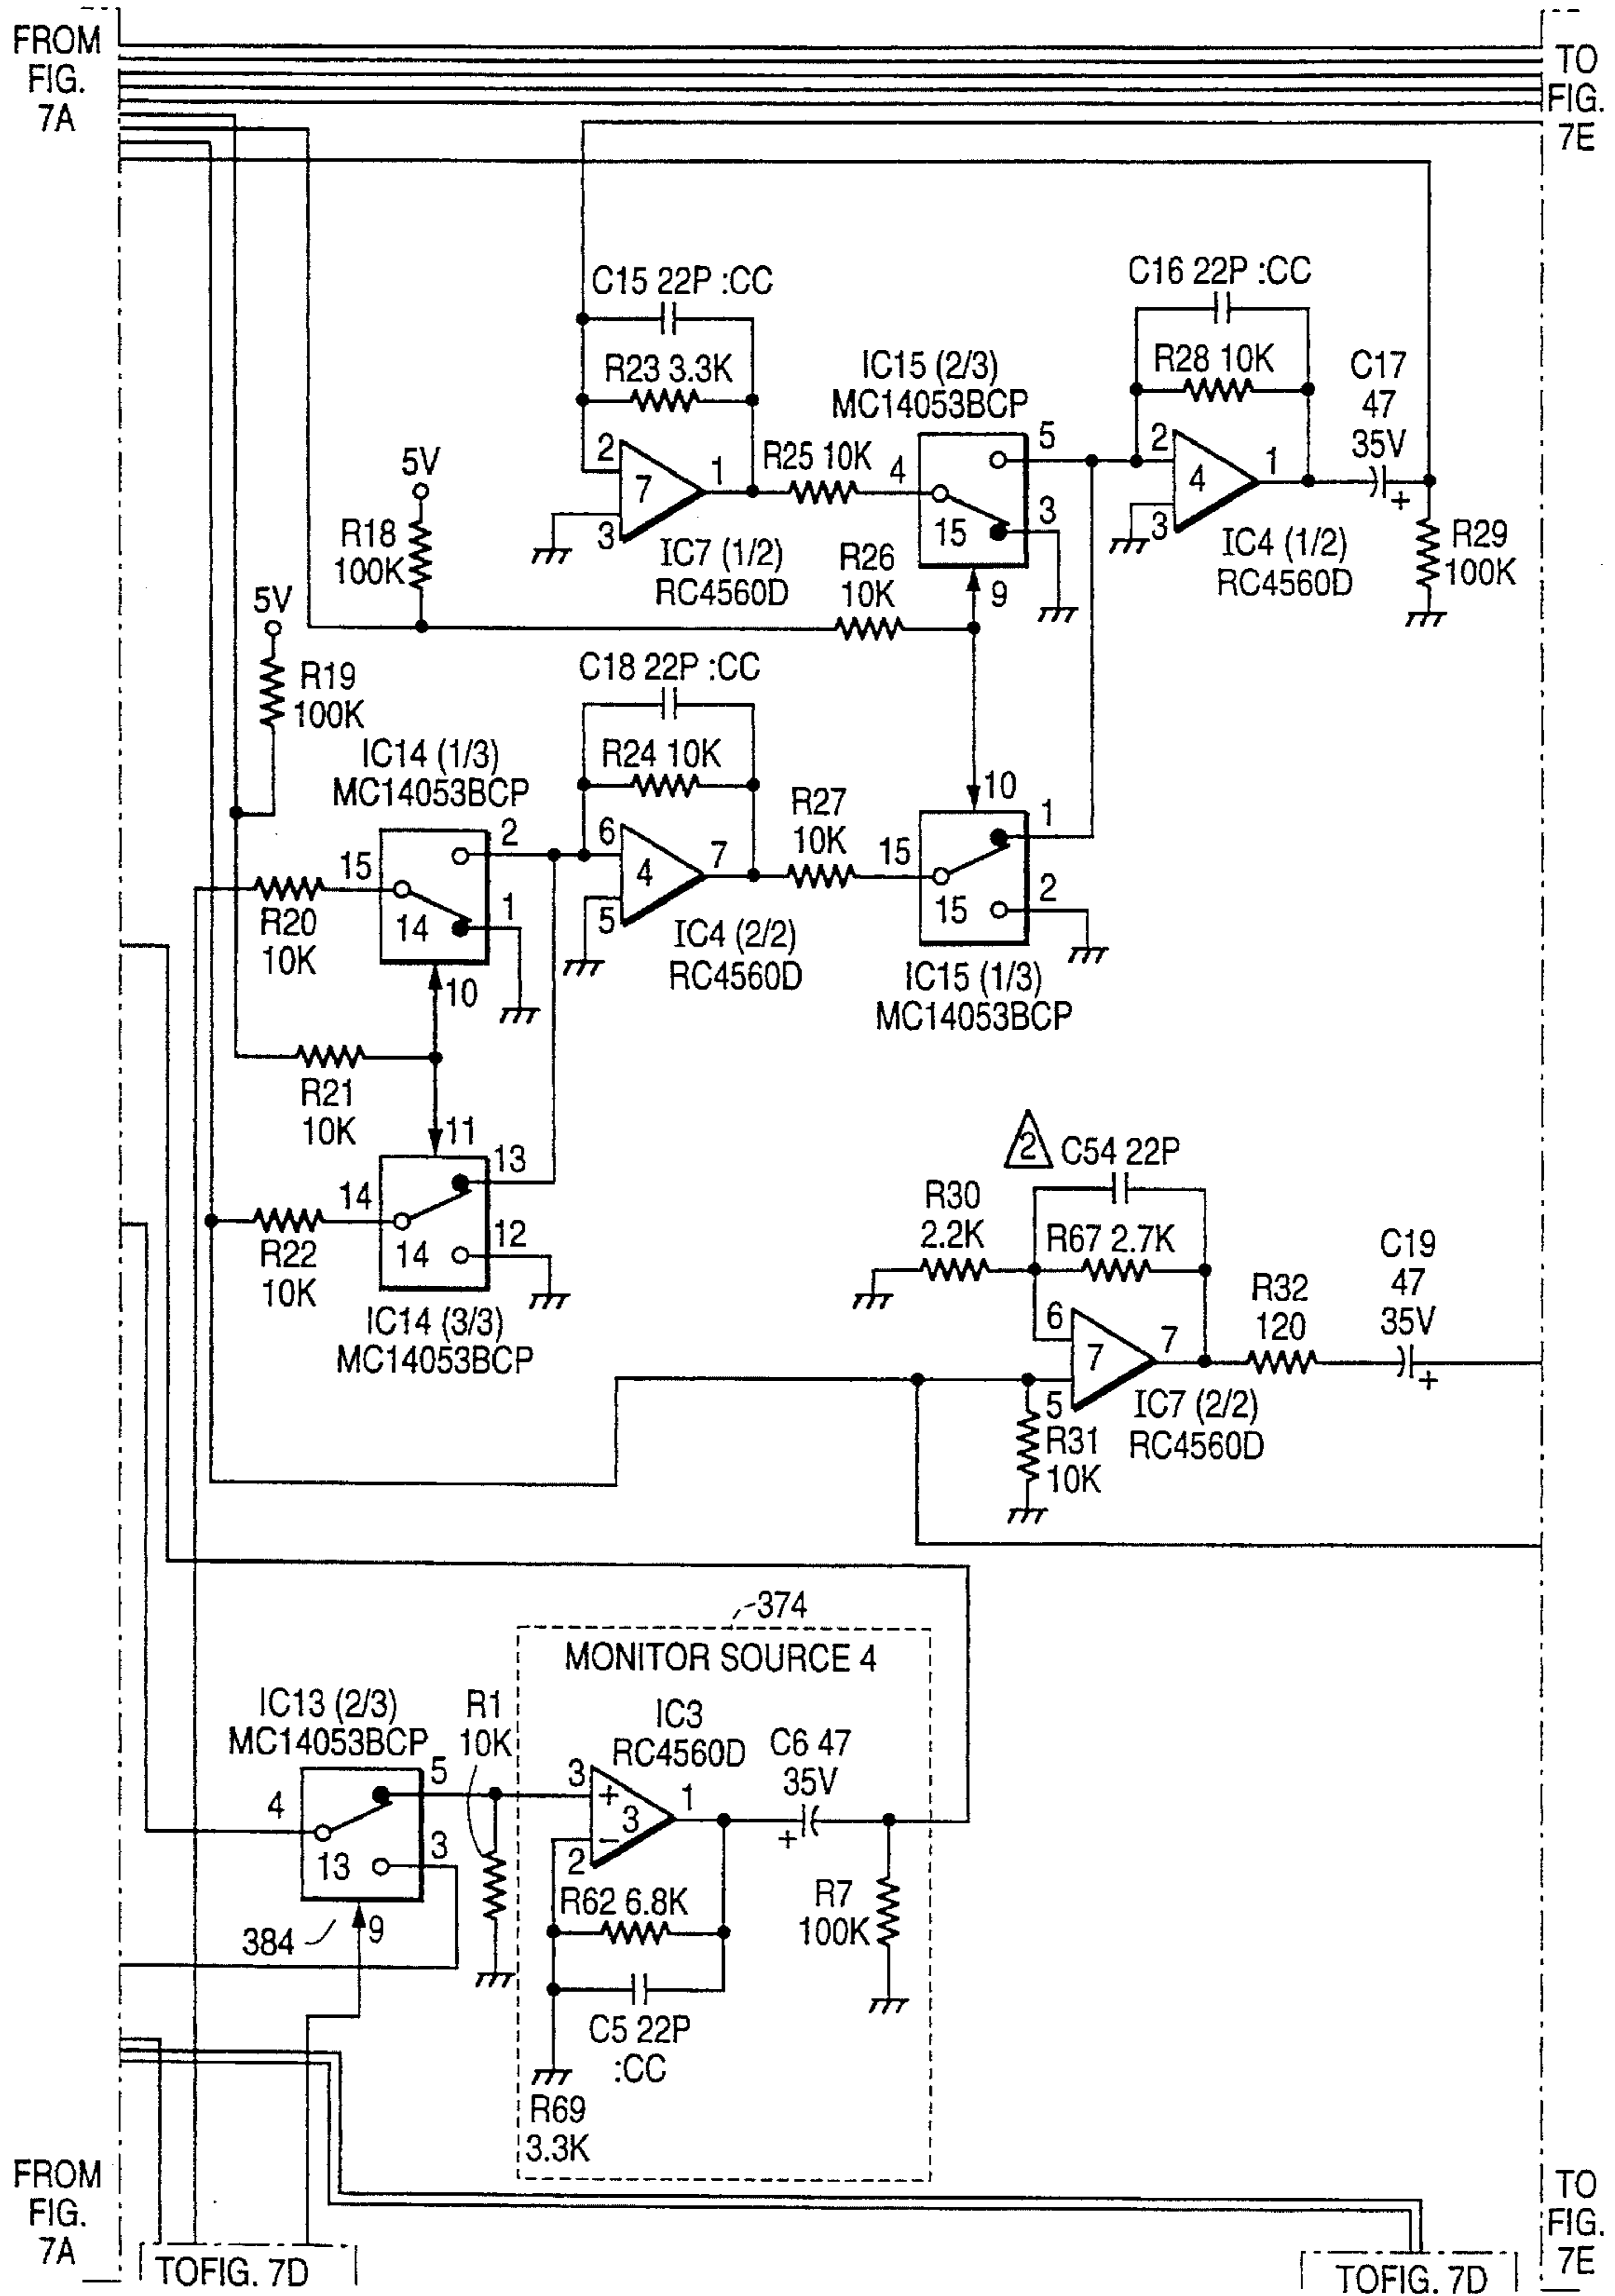 FROM
FIG.
7A
TO
FIG.
7E
C15 22P :CC
R23 3.3K
2
7
1
3
IC7 (1/2)
RC4560D
R25 10K
IC15 (2/3)
MC14053BCP
4
5
3
15
9
C16 22P :CC
R28 10K
2
4
1
3
IC4 (1/2)
RC4560D
C17
47
35V
+
R29
100K
5V
R18
100K
R26
10K
5V
R19
100K
IC14 (1/3)
MC14053BCP
15
2
1
14
10
R20
10K
C18 22P :CC
R24 10K
6
4
7
5
IC4 (2/2)
RC4560D
R27
10K
10
15
1
2
15
IC15 (1/3)
MC14053BCP
R21
10K
11
14
13
12
14
R22
10K
IC14 (3/3)
MC14053BCP
2
C54 22P
R30
2.2K
R67 2.7K
6
7
7
5
IC7 (2/2)
RC4560D
R31
10K
R32
120
C19
47
35V
+
374
MONITOR SOURCE 4
IC13 (2/3)
MC14053BCP
4
5
3
13
9
384
R1
10K
IC3
RC4560D
3
+
3
1
−
2
C6 47
35V
+
R62 6.8K
R7
100K
C5 22P
:CC
R69
3.3K
FROM
FIG.
7A
TO
FIG.
7E
TOFIG. 7D
TOFIG. 7D